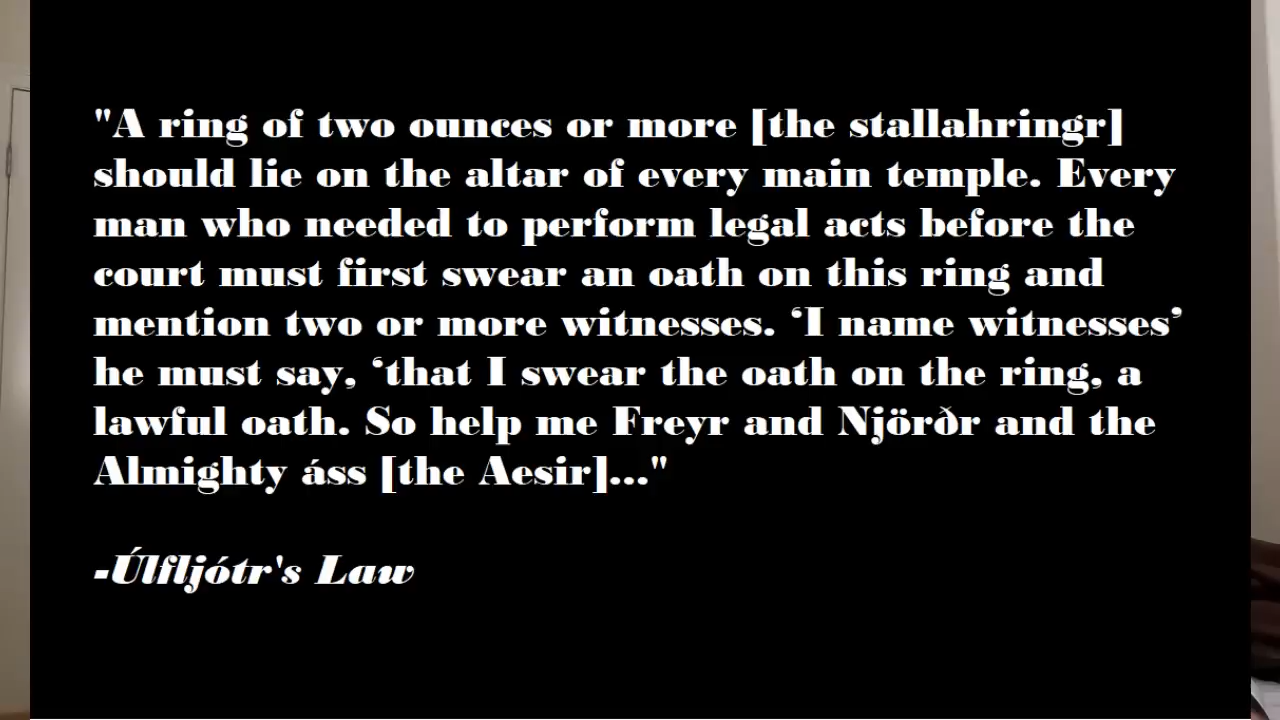 "A ring of two ounces or more [the stallahringr]
should lie on the altar of every main temple. Every
man who needed to perform legal acts before the
court must first swear an oath on this ring and
mention two or more witnesses. ‘I name witnesses’
he must say, ‘that I swear the oath on the ring, a
lawful oath. So help me Freyr and Njörðr and the
Almighty áss [the Aesir]..."
-Úlfljótr's Law